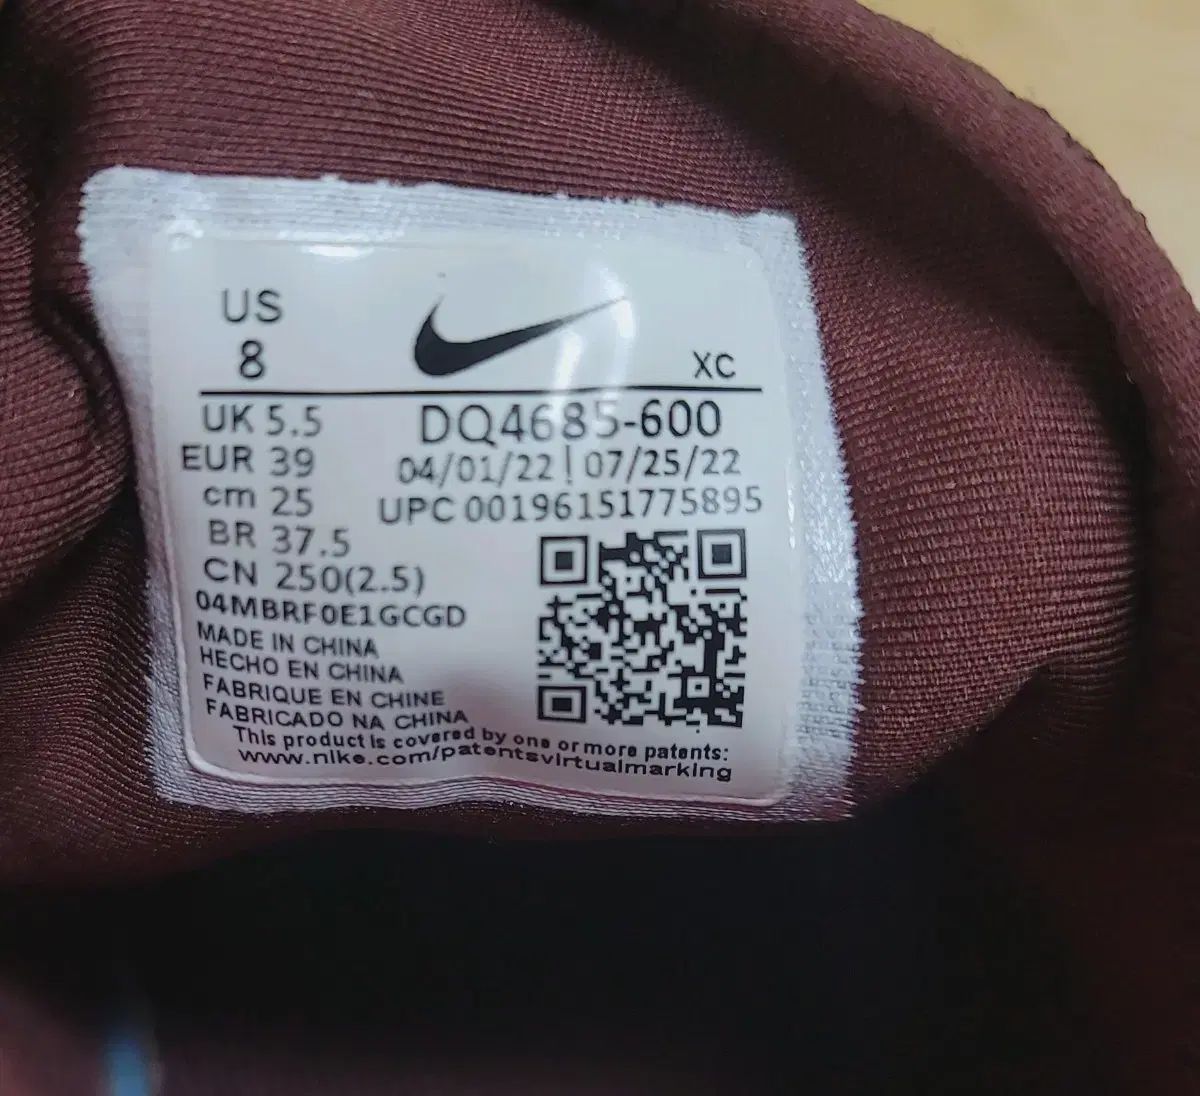 US
8
XC
UK 5.5
DQ4685-600
EUR 39
04/01/22 | 07/25/22
cm 25
UPC 00196151775895
BR 37.5
CN 250(2.5)
04MBRF0E1GCGD
MADE IN CHINA
HECHO EN CHINA
FABRIQUE EN CHINE
FABRICADO NA CHINA
This product is covered by one or more patents:
www.nike.com/patentsvirtualmarking